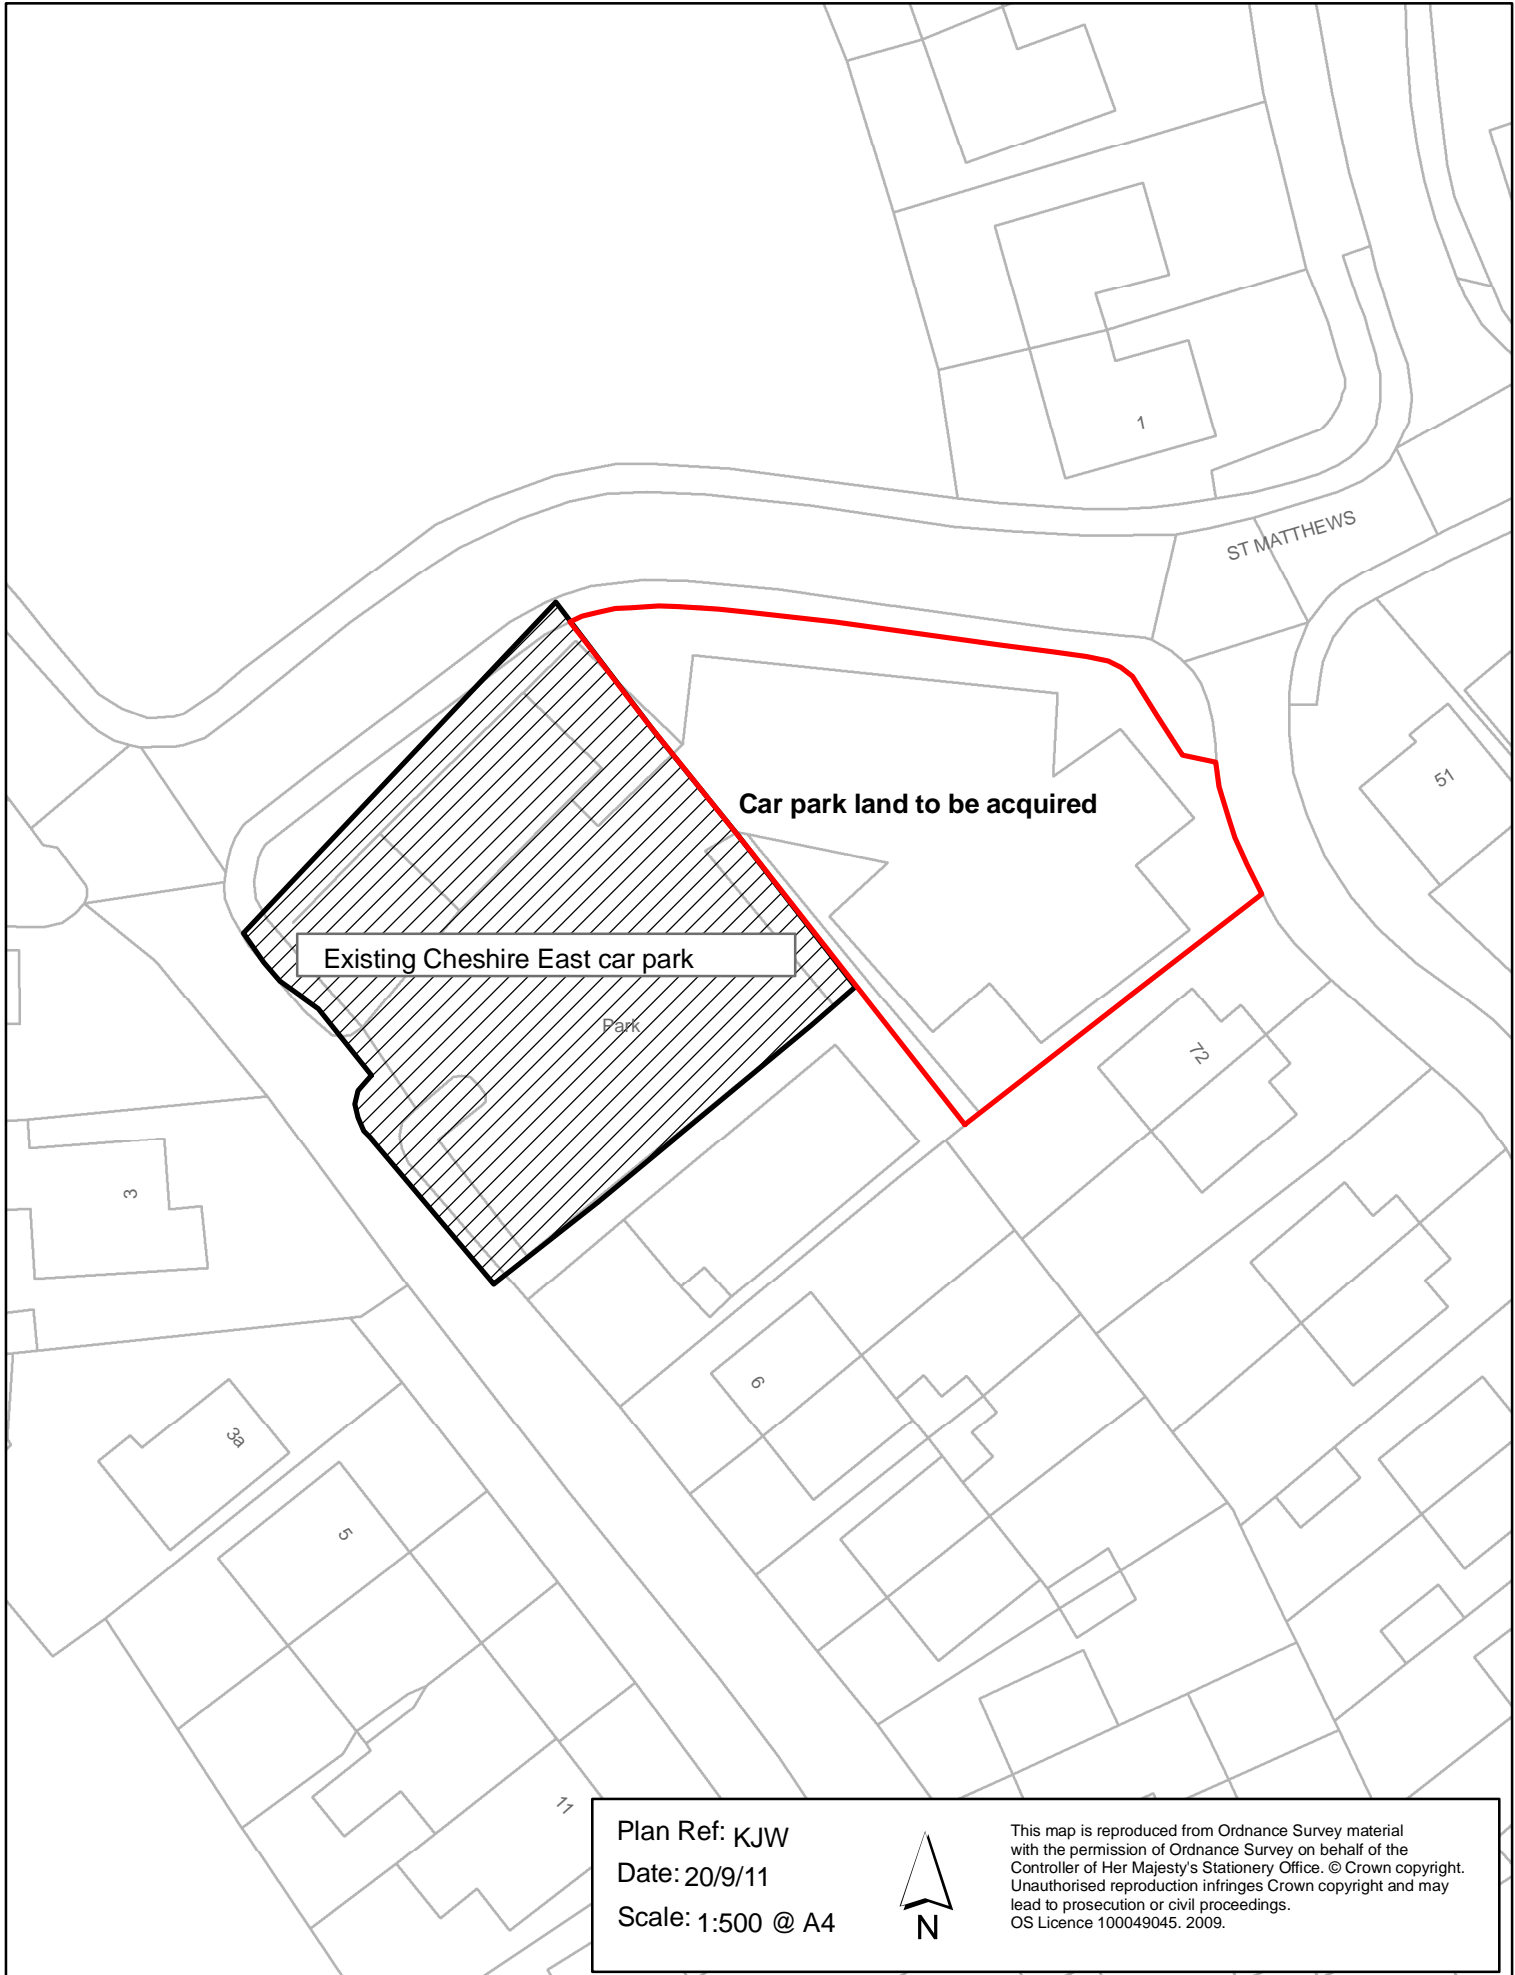 1
ST MATTHEWS
51
Car park land to be acquired
Existing Cheshire East car park
Park
72
3
6
3a
5
11
Plan Ref: KJW
Date: 20/9/11
Scale: 1:500 @ A4
N
This map is reproduced from Ordnance Survey material
with the permission of Ordnance Survey on behalf of the
Controller of Her Majesty's Stationery Office. © Crown copyright.
Unauthorised reproduction infringes Crown copyright and may
lead to prosecution or civil proceedings.
OS Licence 100049045. 2009.